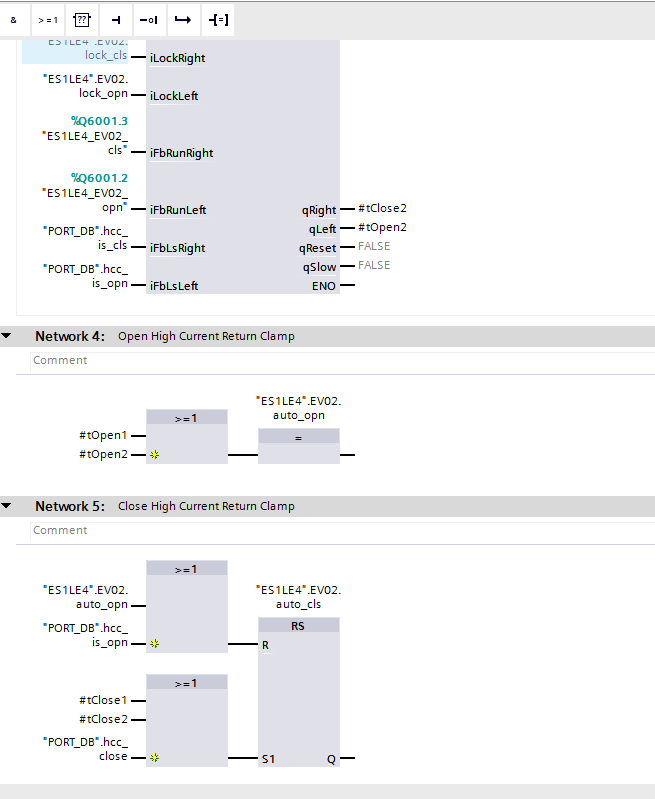 & >=1 ?? -| -o| [=]
"ES1LE4".EV02.
lock_cls
iLockRight
"ES1LE4".EV02.
lock_opn
iLockLeft
%Q6001.3
"ES1LE4_EV02_
cls"
iFbRunRight
%Q6001.2
"ES1LE4_EV02_
opn"
iFbRunLeft
qRight
#tClose2
qLeft
#tOpen2
"PORT_DB".hcc_
is_cls
iFbLsRight
qReset
FALSE
qSlow
FALSE
"PORT_DB".hcc_
is_opn
iFbLsLeft
ENO
Network 4: Open High Current Return Clamp
Comment
"ES1LE4".EV02.
auto_opn
>=1
=
#tOpen1
#tOpen2
Network 5: Close High Current Return Clamp
Comment
>=1
"ES1LE4".EV02.
auto_opn
"ES1LE4".EV02.
auto_cls
RS
"PORT_DB".hcc_
is_opn
R
>=1
#tClose1
#tClose2
"PORT_DB".hcc_
close
S1
Q